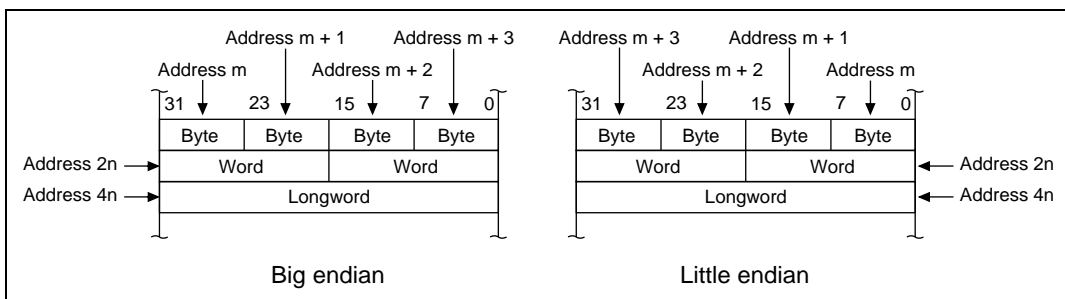 Address m + 1 Address m + 3 Address m + 3 Address m + 1
Address m Address m + 2 Address m + 2 Address m
31 23 15 7 0 31 23 15 7 0
Byte Byte Byte Byte Byte Byte Byte Byte
Address 2n Word Word Word Word Address 2n
Address 4n Longword Longword Address 4n
Big endian Little endian